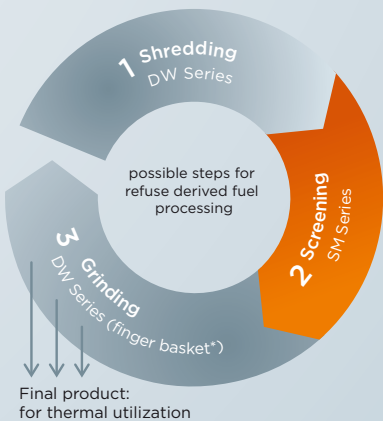 1 Shredding
DW Series
possible steps for
refuse derived fuel
processing
2 Screening
SM Series
3 Grinding
DW Series (finger basket*)
Final product:
for thermal utilization